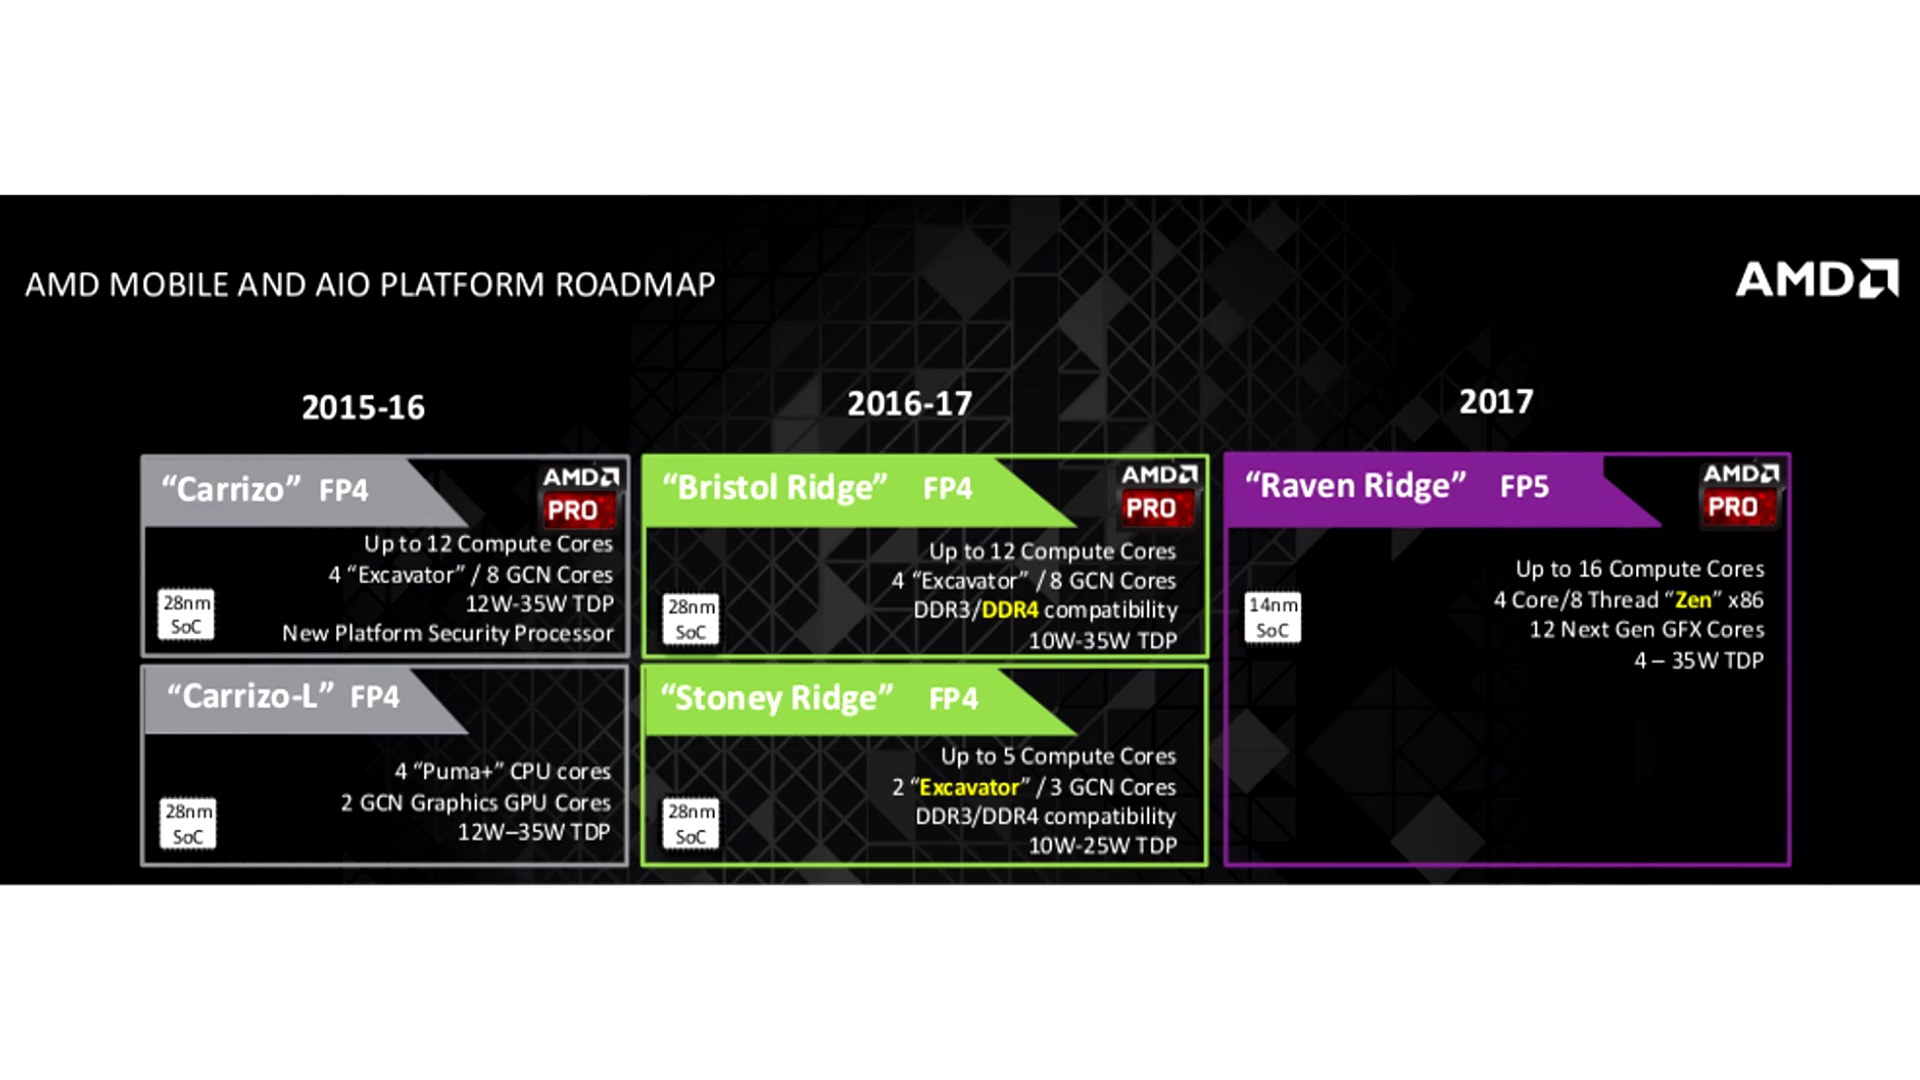 AMD MOBILE AND AIO PLATFORM ROADMAP
AMD
2015-16
2016-17
2017
“Carrizo” FP4
AMD
PRO
Up to 12 Compute Cores
4 “Excavator” / 8 GCN Cores
12W-35W TDP
New Platform Security Processor
28nm
SoC
“Carrizo-L” FP4
4 “Puma+” CPU cores
2 GCN Graphics GPU Cores
12W–35W TDP
28nm
SoC
“Bristol Ridge” FP4
AMD
PRO
Up to 12 Compute Cores
4 “Excavator” / 8 GCN Cores
DDR3/DDR4 compatibility
10W-35W TDP
28nm
SoC
“Stoney Ridge” FP4
Up to 5 Compute Cores
2 “Excavator” / 3 GCN Cores
DDR3/DDR4 compatibility
10W-25W TDP
28nm
SoC
“Raven Ridge” FP5
AMD
PRO
Up to 16 Compute Cores
4 Core/8 Thread “Zen” x86
12 Next Gen GFX Cores
4 – 35W TDP
14nm
SoC